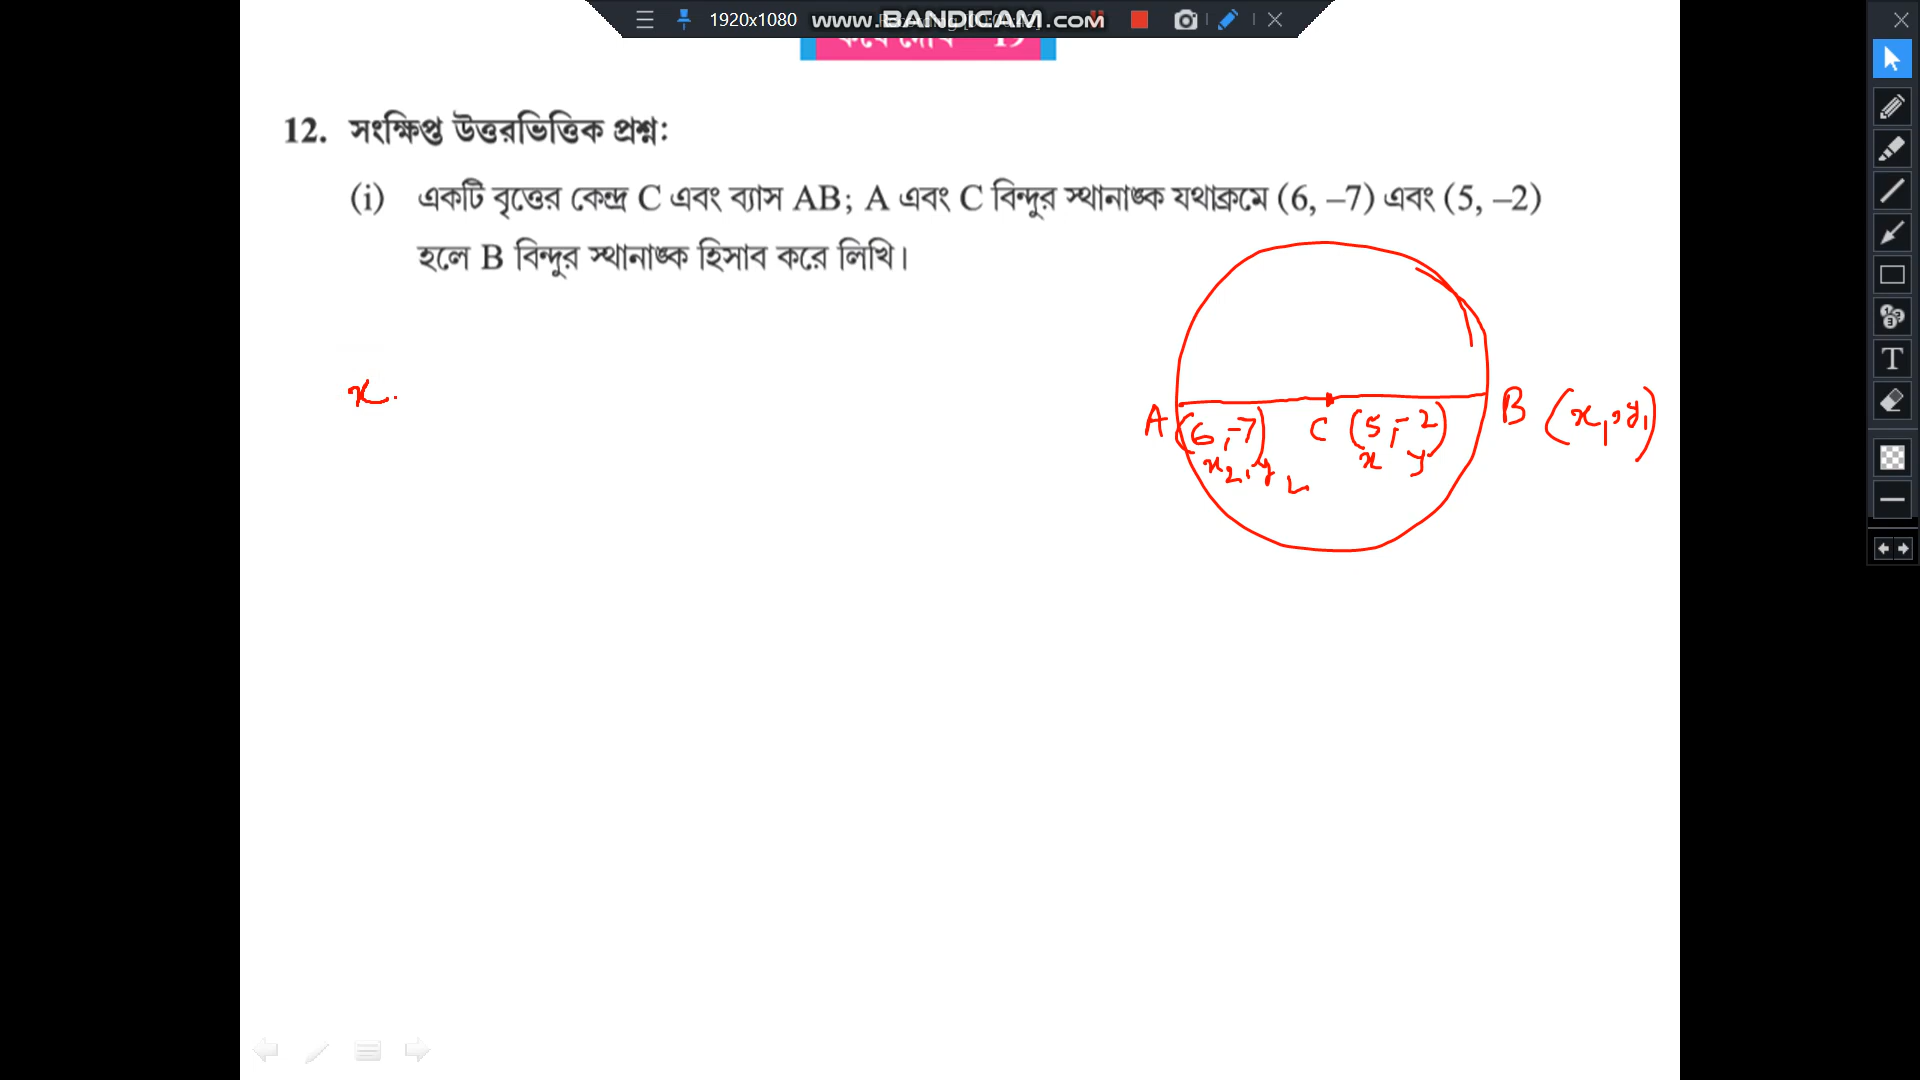 1920x1080 www.BANDICAM.com
12. সংক্ষিপ্ত উত্তরভিত্তিক প্রশ্ন:
(i) একটি বৃত্তের কেন্দ্র C এবং ব্যাস AB; A এবং C বিন্দুর স্থানাঙ্ক যথাক্রমে (6, –7) এবং (5, –2)
হলে B বিন্দুর স্থানাঙ্ক হিসাব করে লিখি।
x
A (6, -7) C (5, -2) B (x₁, y₁)
x₂, y₂ x y
T